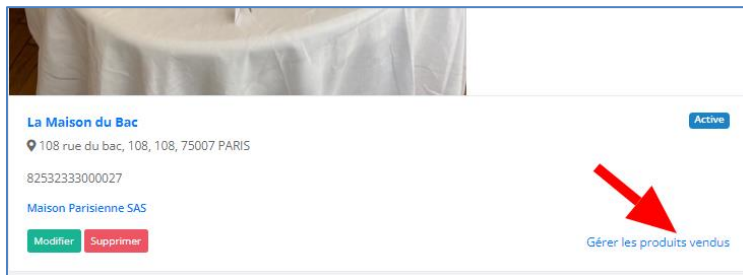 La Maison du Bac
Active
108 rue du bac, 108, 108, 75007 PARIS
82532333000027
Maison Parisienne SAS
Modifier Supprimer
Gérer les produits vendus